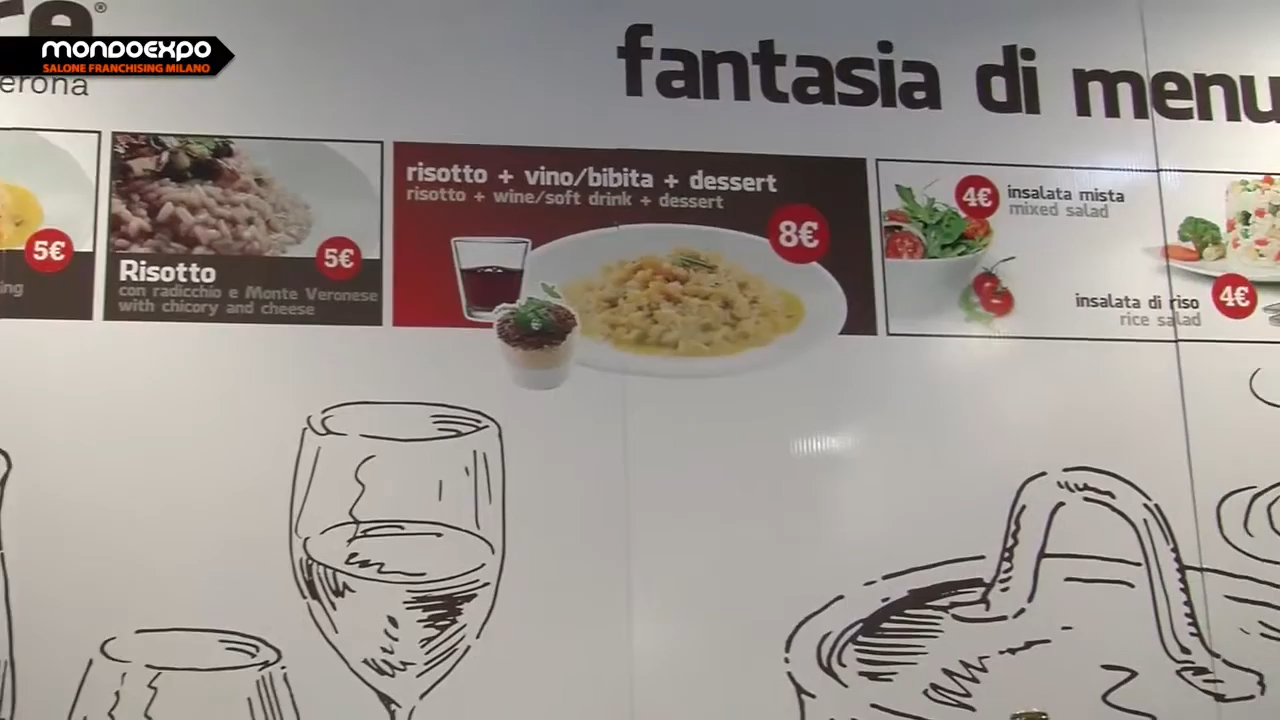 re®
MONDOEXPO
SALONE FRANCHISING MILANO
erona
fantasia di menu
5€
ing
Risotto
5€
con radicchio e Monte Veronese
with chicory and cheese
risotto + vino/bibita + dessert
risotto + wine/soft drink + dessert
8€
4€
insalata mista
mixed salad
insalata di riso
rice salad
4€